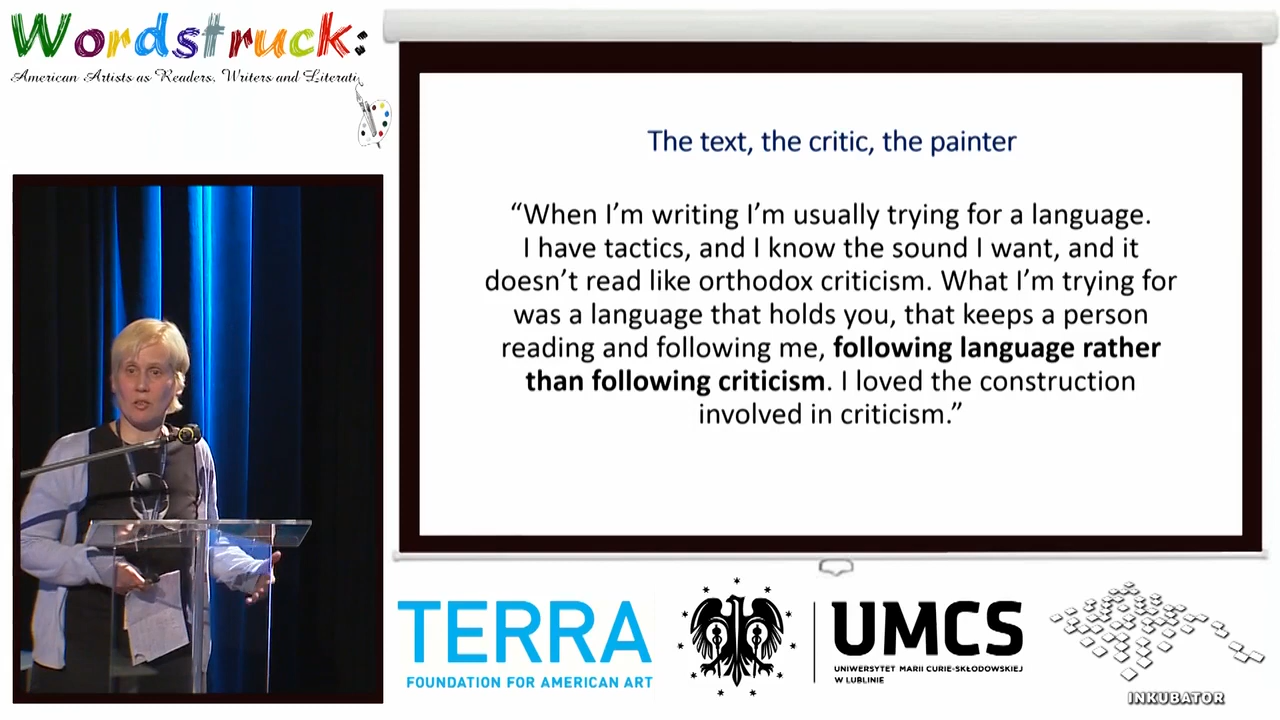 Wordstruck:
American Artists as Readers, Writers and Literati
The text, the critic, the painter
“When I’m writing I’m usually trying for a language.
I have tactics, and I know the sound I want, and it
doesn’t read like orthodox criticism. What I’m trying for
was a language that holds you, that keeps a person
reading and following me, following language rather
than following criticism. I loved the construction
involved in criticism.”
TERRA
FOUNDATION FOR AMERICAN ART
UMCS
UNIWERSYTET MARII CURIE-SKŁODOWSKIEJ
W LUBLINIE
INKUBATOR